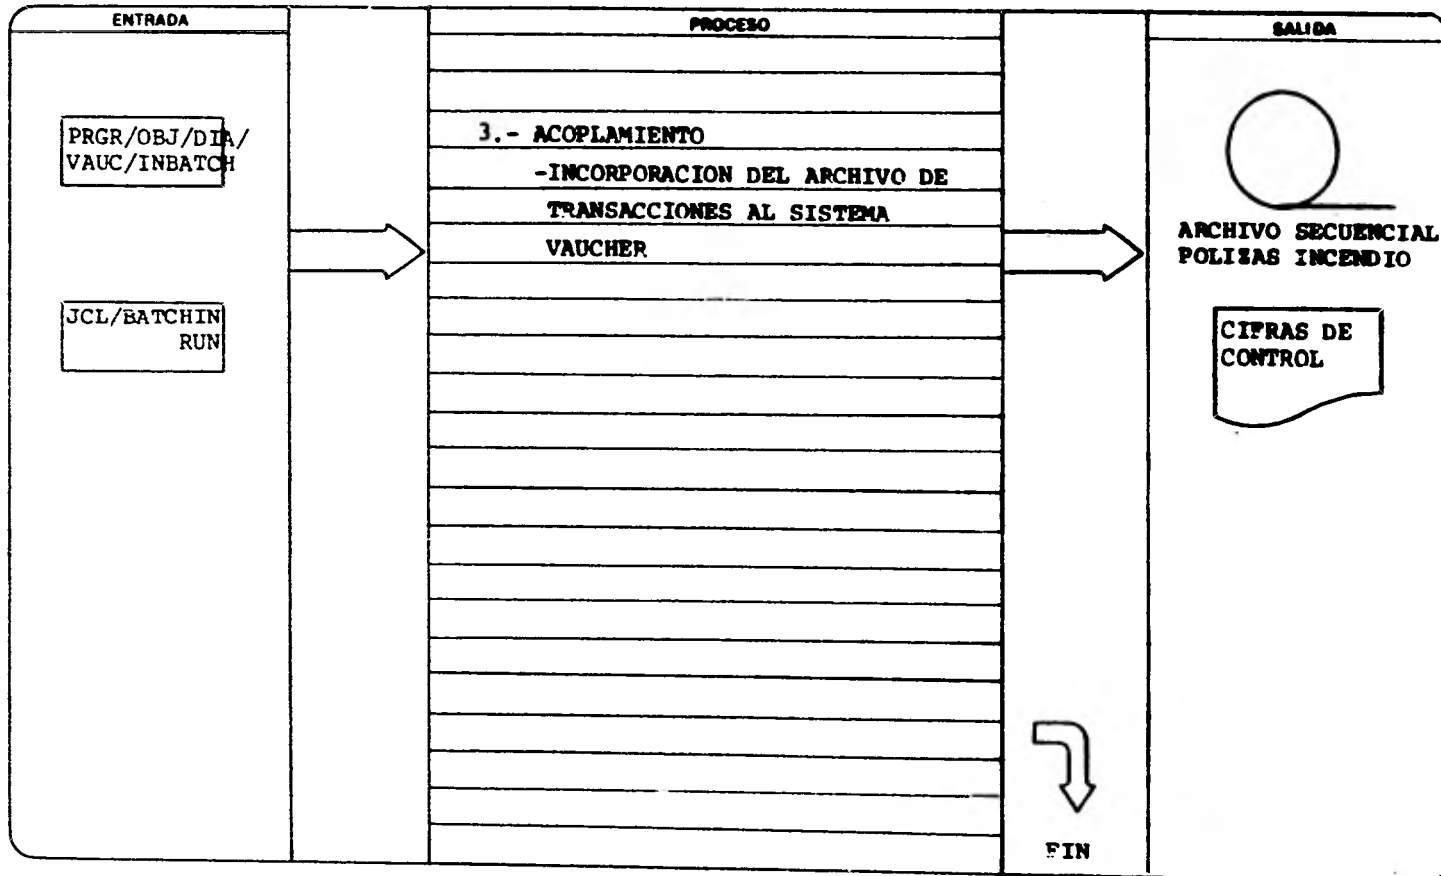 ENTRADA
PROCESO
SALIDA
PRGR/OBJ/DIA/
VAUC/INBATCH
JCL/BATCHIN
RUN
3.- ACOPLAMIENTO
-INCORPORACION DEL ARCHIVO DE
TRANSACCIONES AL SISTEMA
VAUCHER
ARCHIVO SECUENCIAL
POLIZAS INCENDIO
CIFRAS DE
CONTROL
FIN